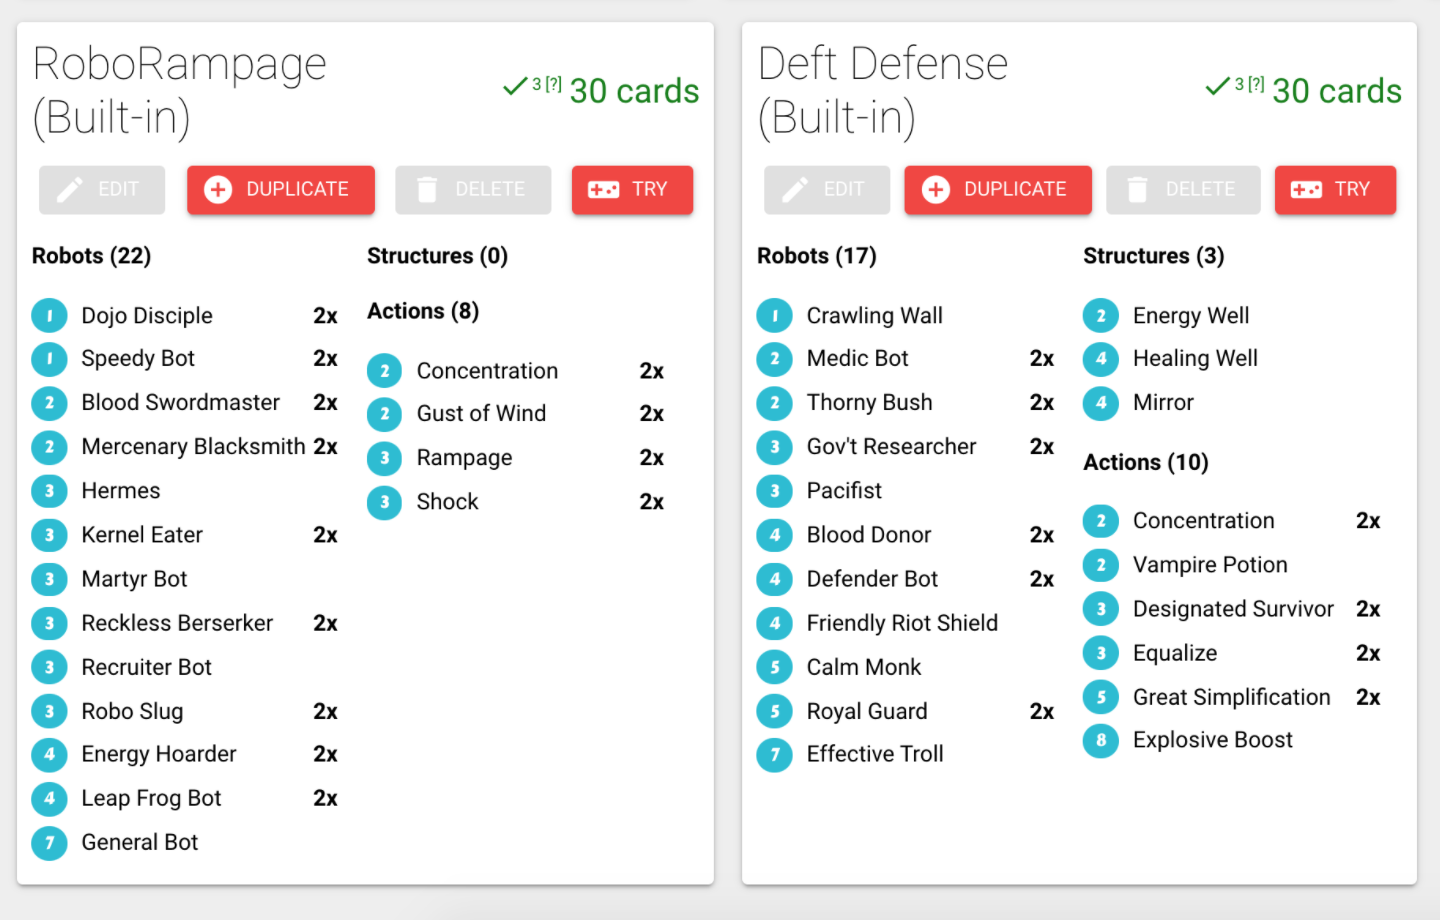 RoboRampage
(Built-in)
3 [?] 30 cards
EDIT DUPLICATE DELETE TRY
Robots (22)
1 Dojo Disciple 2x
1 Speedy Bot 2x
2 Blood Swordmaster 2x
2 Mercenary Blacksmith 2x
3 Hermes
3 Kernel Eater 2x
3 Martyr Bot
3 Reckless Berserker 2x
3 Recruiter Bot
3 Robo Slug 2x
4 Energy Hoarder 2x
4 Leap Frog Bot 2x
7 General Bot
Structures (0)
Actions (8)
2 Concentration 2x
2 Gust of Wind 2x
3 Rampage 2x
3 Shock 2x
Deft Defense
(Built-in)
3 [?] 30 cards
EDIT DUPLICATE DELETE TRY
Robots (17)
1 Crawling Wall
2 Medic Bot 2x
2 Thorny Bush 2x
3 Gov't Researcher 2x
3 Pacifist
4 Blood Donor 2x
4 Defender Bot 2x
4 Friendly Riot Shield
5 Calm Monk
5 Royal Guard 2x
7 Effective Troll
Structures (3)
2 Energy Well
4 Healing Well
4 Mirror
Actions (10)
2 Concentration 2x
2 Vampire Potion
3 Designated Survivor 2x
3 Equalize 2x
5 Great Simplification 2x
8 Explosive Boost